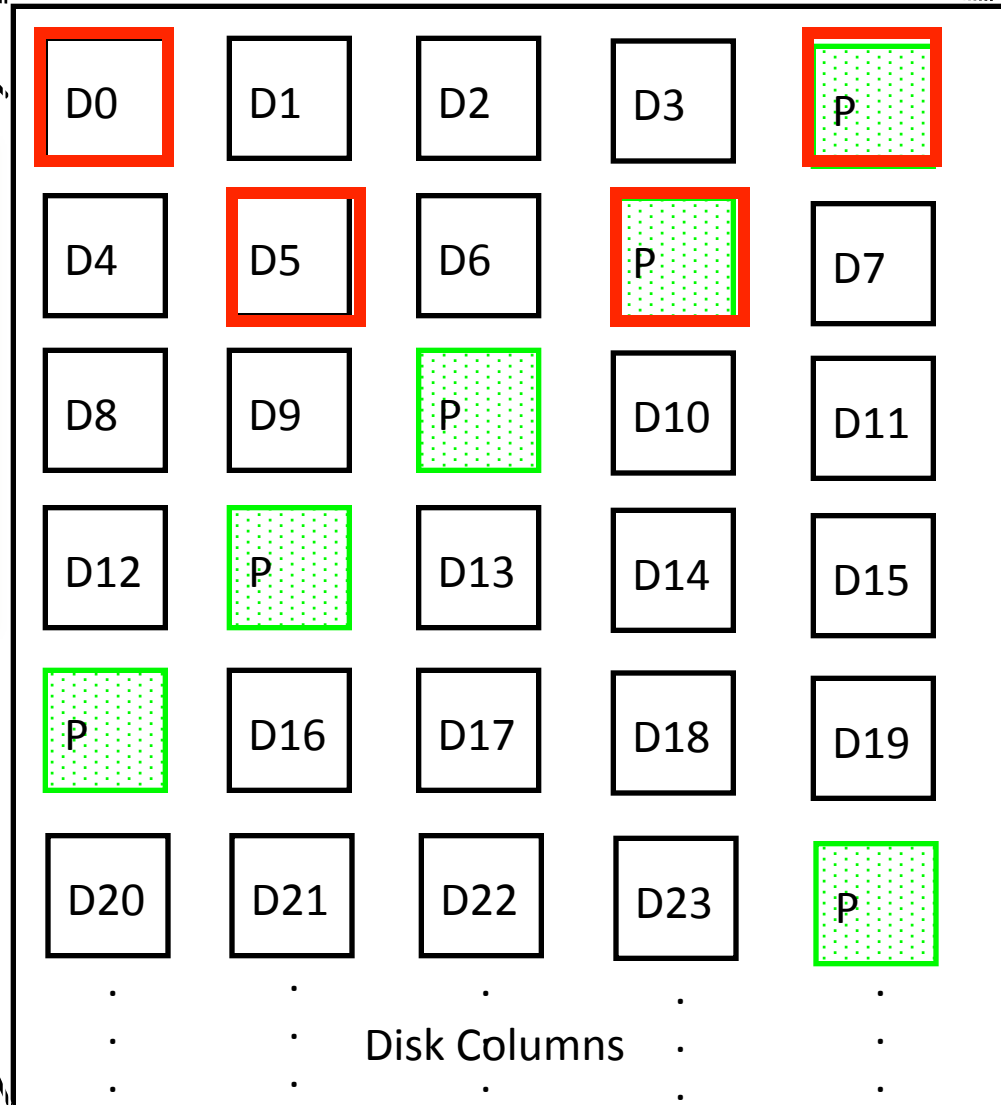 D0 D1 D2 D3 P
D4 D5 D6 P D7
D8 D9 P D10 D11
D12 P D13 D14 D15
P D16 D17 D18 D19
D20 D21 D22 D23 P
Disk Columns